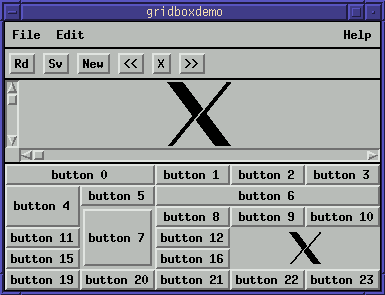 gridboxdemo
File Edit Help
Rd Sv New << X >>
button 0 button 1 button 2 button 3
button 4 button 5 button 6
button 7 button 8 button 9 button 10
button 11 button 12
button 15 button 16
button 19 button 20 button 21 button 22 button 23